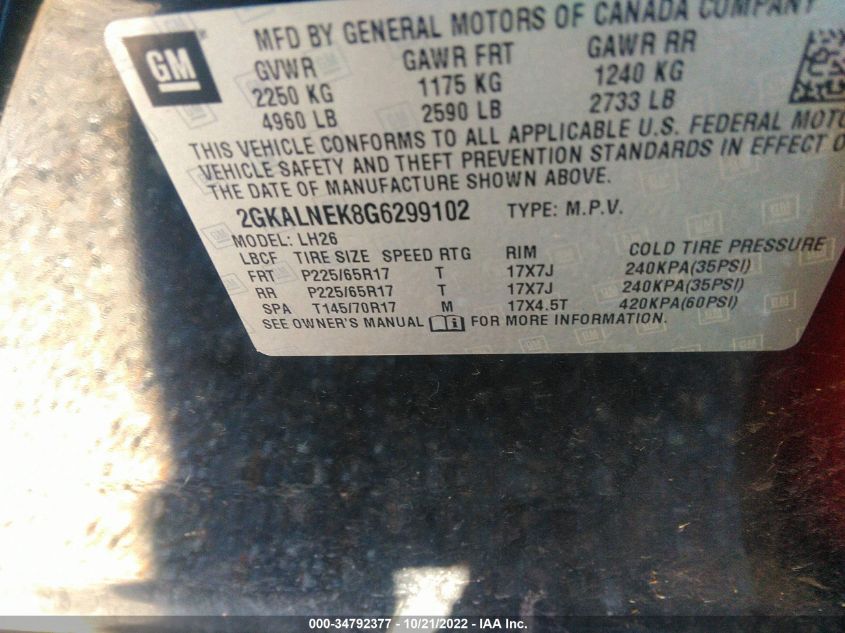 GM
MFD BY GENERAL MOTORS OF CANADA COMPANY
GVWR GAWR FRT GAWR RR
2250 KG 1175 KG 1240 KG
4960 LB 2590 LB 2733 LB
THIS VEHICLE CONFORMS TO ALL APPLICABLE U.S. FEDERAL MOTO
VEHICLE SAFETY AND THEFT PREVENTION STANDARDS IN EFFECT O
THE DATE OF MANUFACTURE SHOWN ABOVE.
2GKALNEK8G6299102 TYPE: M.P.V.
MODEL: LH26
LBCF TIRE SIZE SPEED RTG RIM COLD TIRE PRESSURE
FRT P225/65R17 T 17X7J 240KPA(35PSI)
RR P225/65R17 T 17X7J 240KPA(35PSI)
SPA T145/70R17 M 17X4.5T 420KPA(60PSI)
SEE OWNER'S MANUAL FOR MORE INFORMATION.
000-34792377 - 10/21/2022 - IAA Inc.